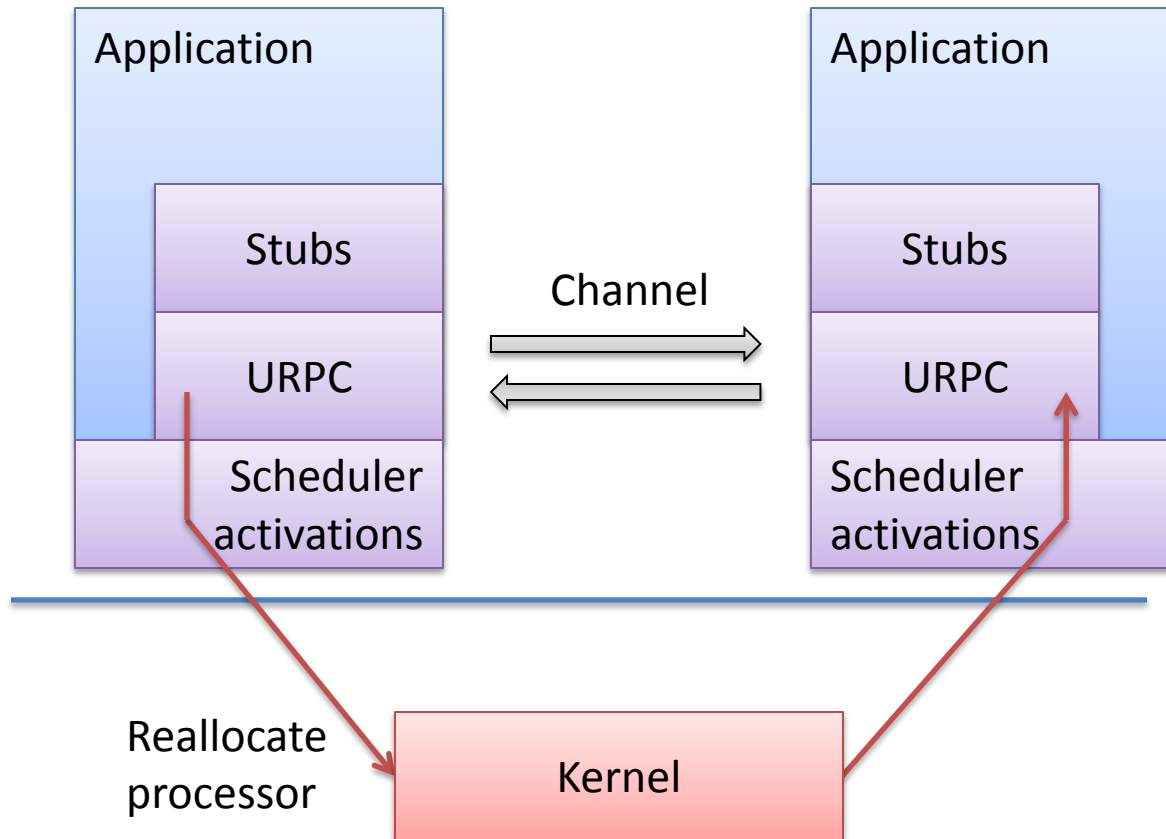 Application
Application
Stubs
Stubs
Channel
URPC
URPC
Scheduler
activations
Scheduler
activations
Reallocate
processor
Kernel